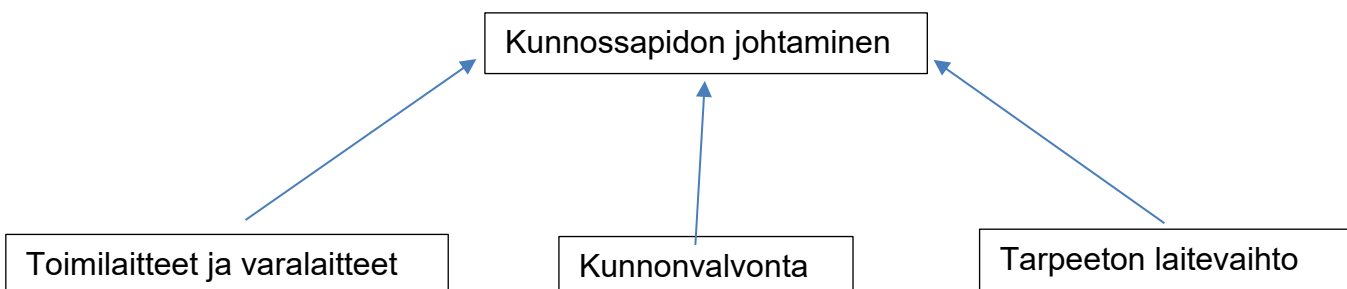 Kunnossapidon johtaminen
Toimilaitteet ja varalaitteet
Kunnonvalvonta
Tarpeeton laitevaihto